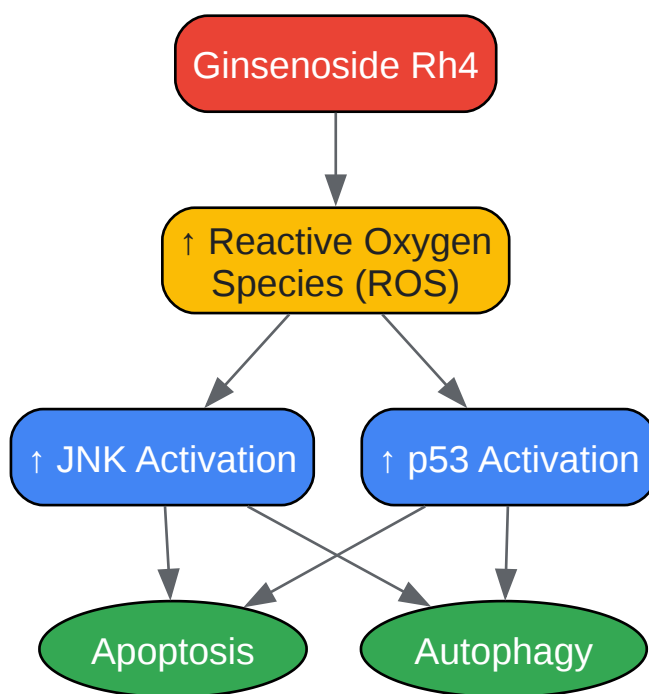 Ginsenoside Rh4
↑ Reactive Oxygen
Species (ROS)
↑ JNK Activation
↑ p53 Activation
Apoptosis
Autophagy